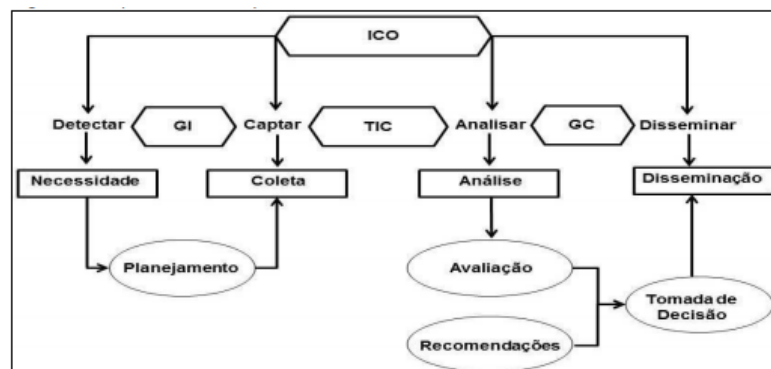 ICO
Detectar
GI
Captar
TIC
Analisar
GC
Disseminar
Necessidade
Coleta
Análise
Disseminação
Planejamento
Avaliação
Tomada de
Decisão
Recomendações